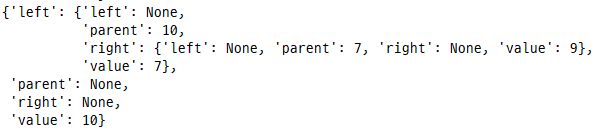 {'left': {'left': None,
          'parent': 10,
          'right': {'left': None, 'parent': 7, 'right': None, 'value': 9},
          'value': 7},
 'parent': None,
 'right': None,
 'value': 10}